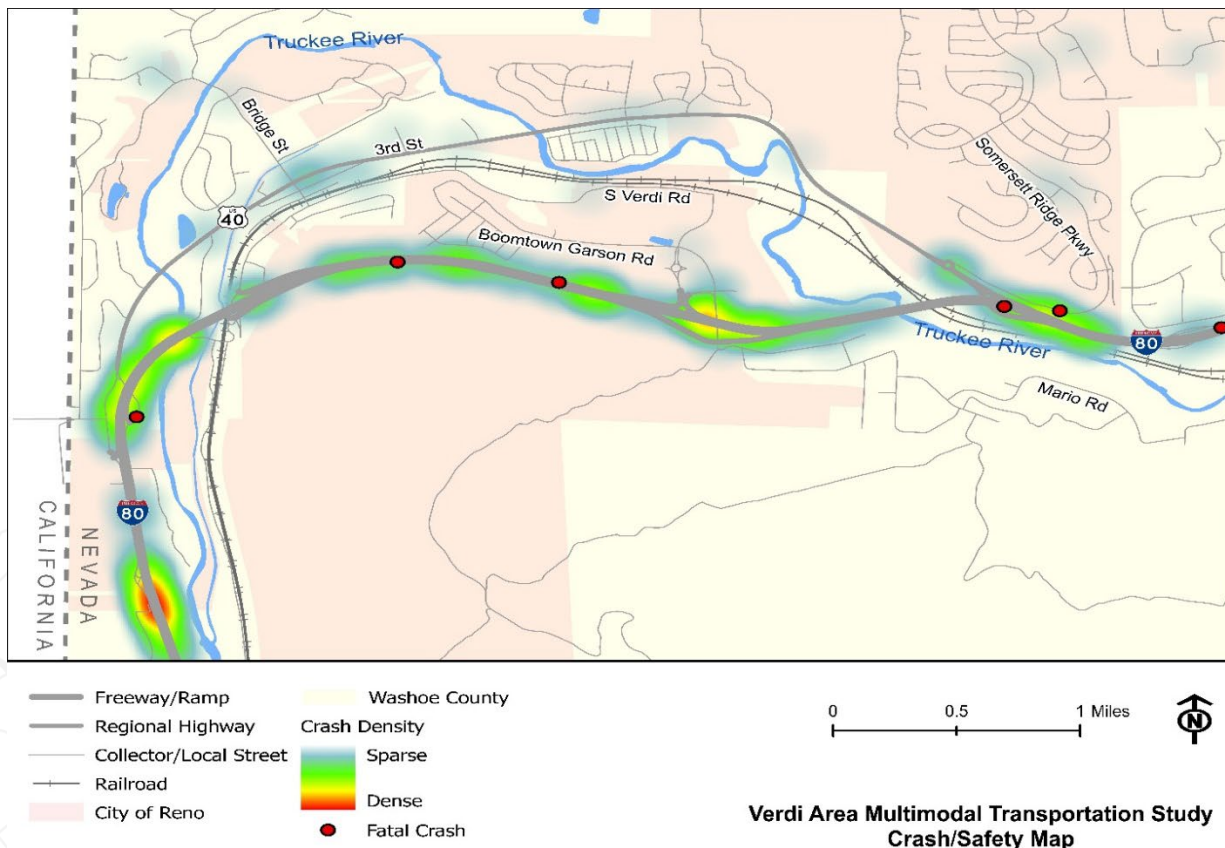 Truckee River
Bridge St
3rd St
Somersett Ridge Pkwy
S Verdi Rd
US
40
Boomtown Garson Rd
Truckee River
80
Mario Rd
80
CALIFORNIA
NEVADA
Freeway/Ramp
Regional Highway
Collector/Local Street
Railroad
City of Reno
Washoe County
Crash Density
Sparse
Dense
Fatal Crash
0 0.5 1 Miles
N
Verdi Area Multimodal Transportation Study
Crash/Safety Map